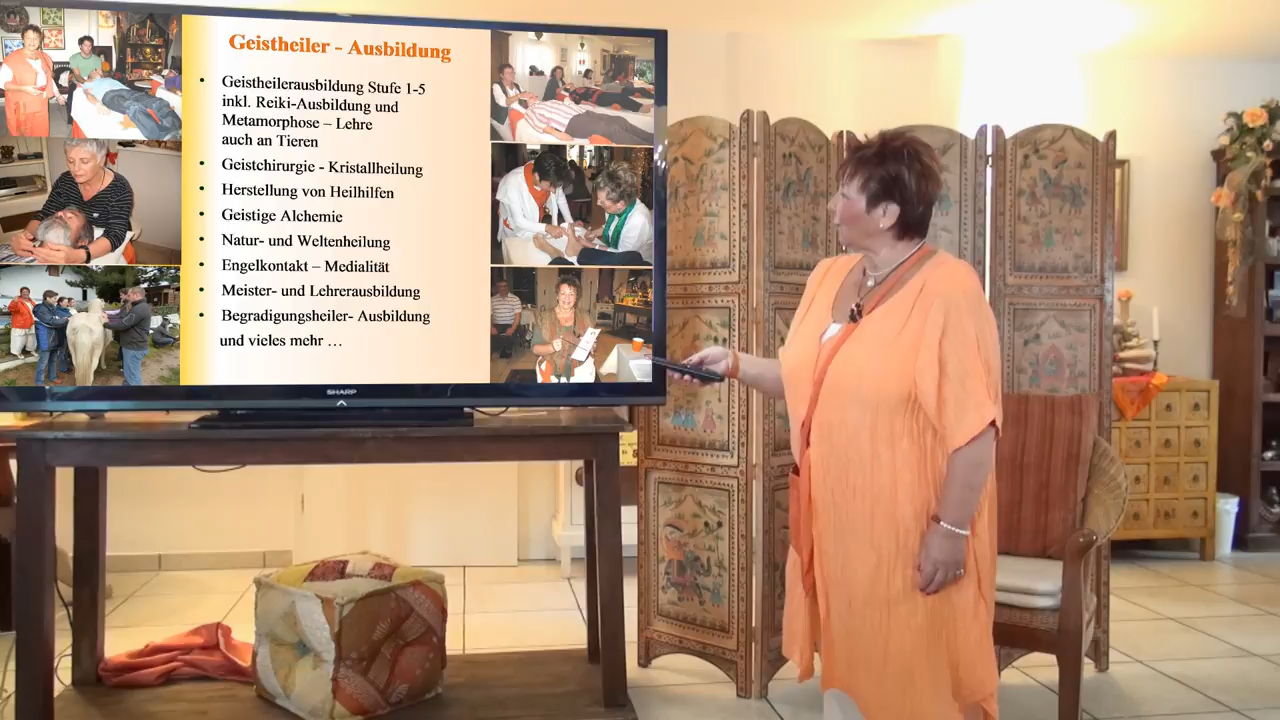 Geistheiler - Ausbildung
• Geistheilerausbildung Stufe 1-5
inkl. Reiki-Ausbildung und
Metamorphose – Lehre
auch an Tieren
• Geistchirurgie - Kristallheilung
• Herstellung von Heilhilfen
• Geistige Alchemie
• Natur- und Weltenheilung
• Engelkontakt – Medialität
• Meister- und Lehrerausbildung
• Begradigungsheiler- Ausbildung
und vieles mehr …
SHARP